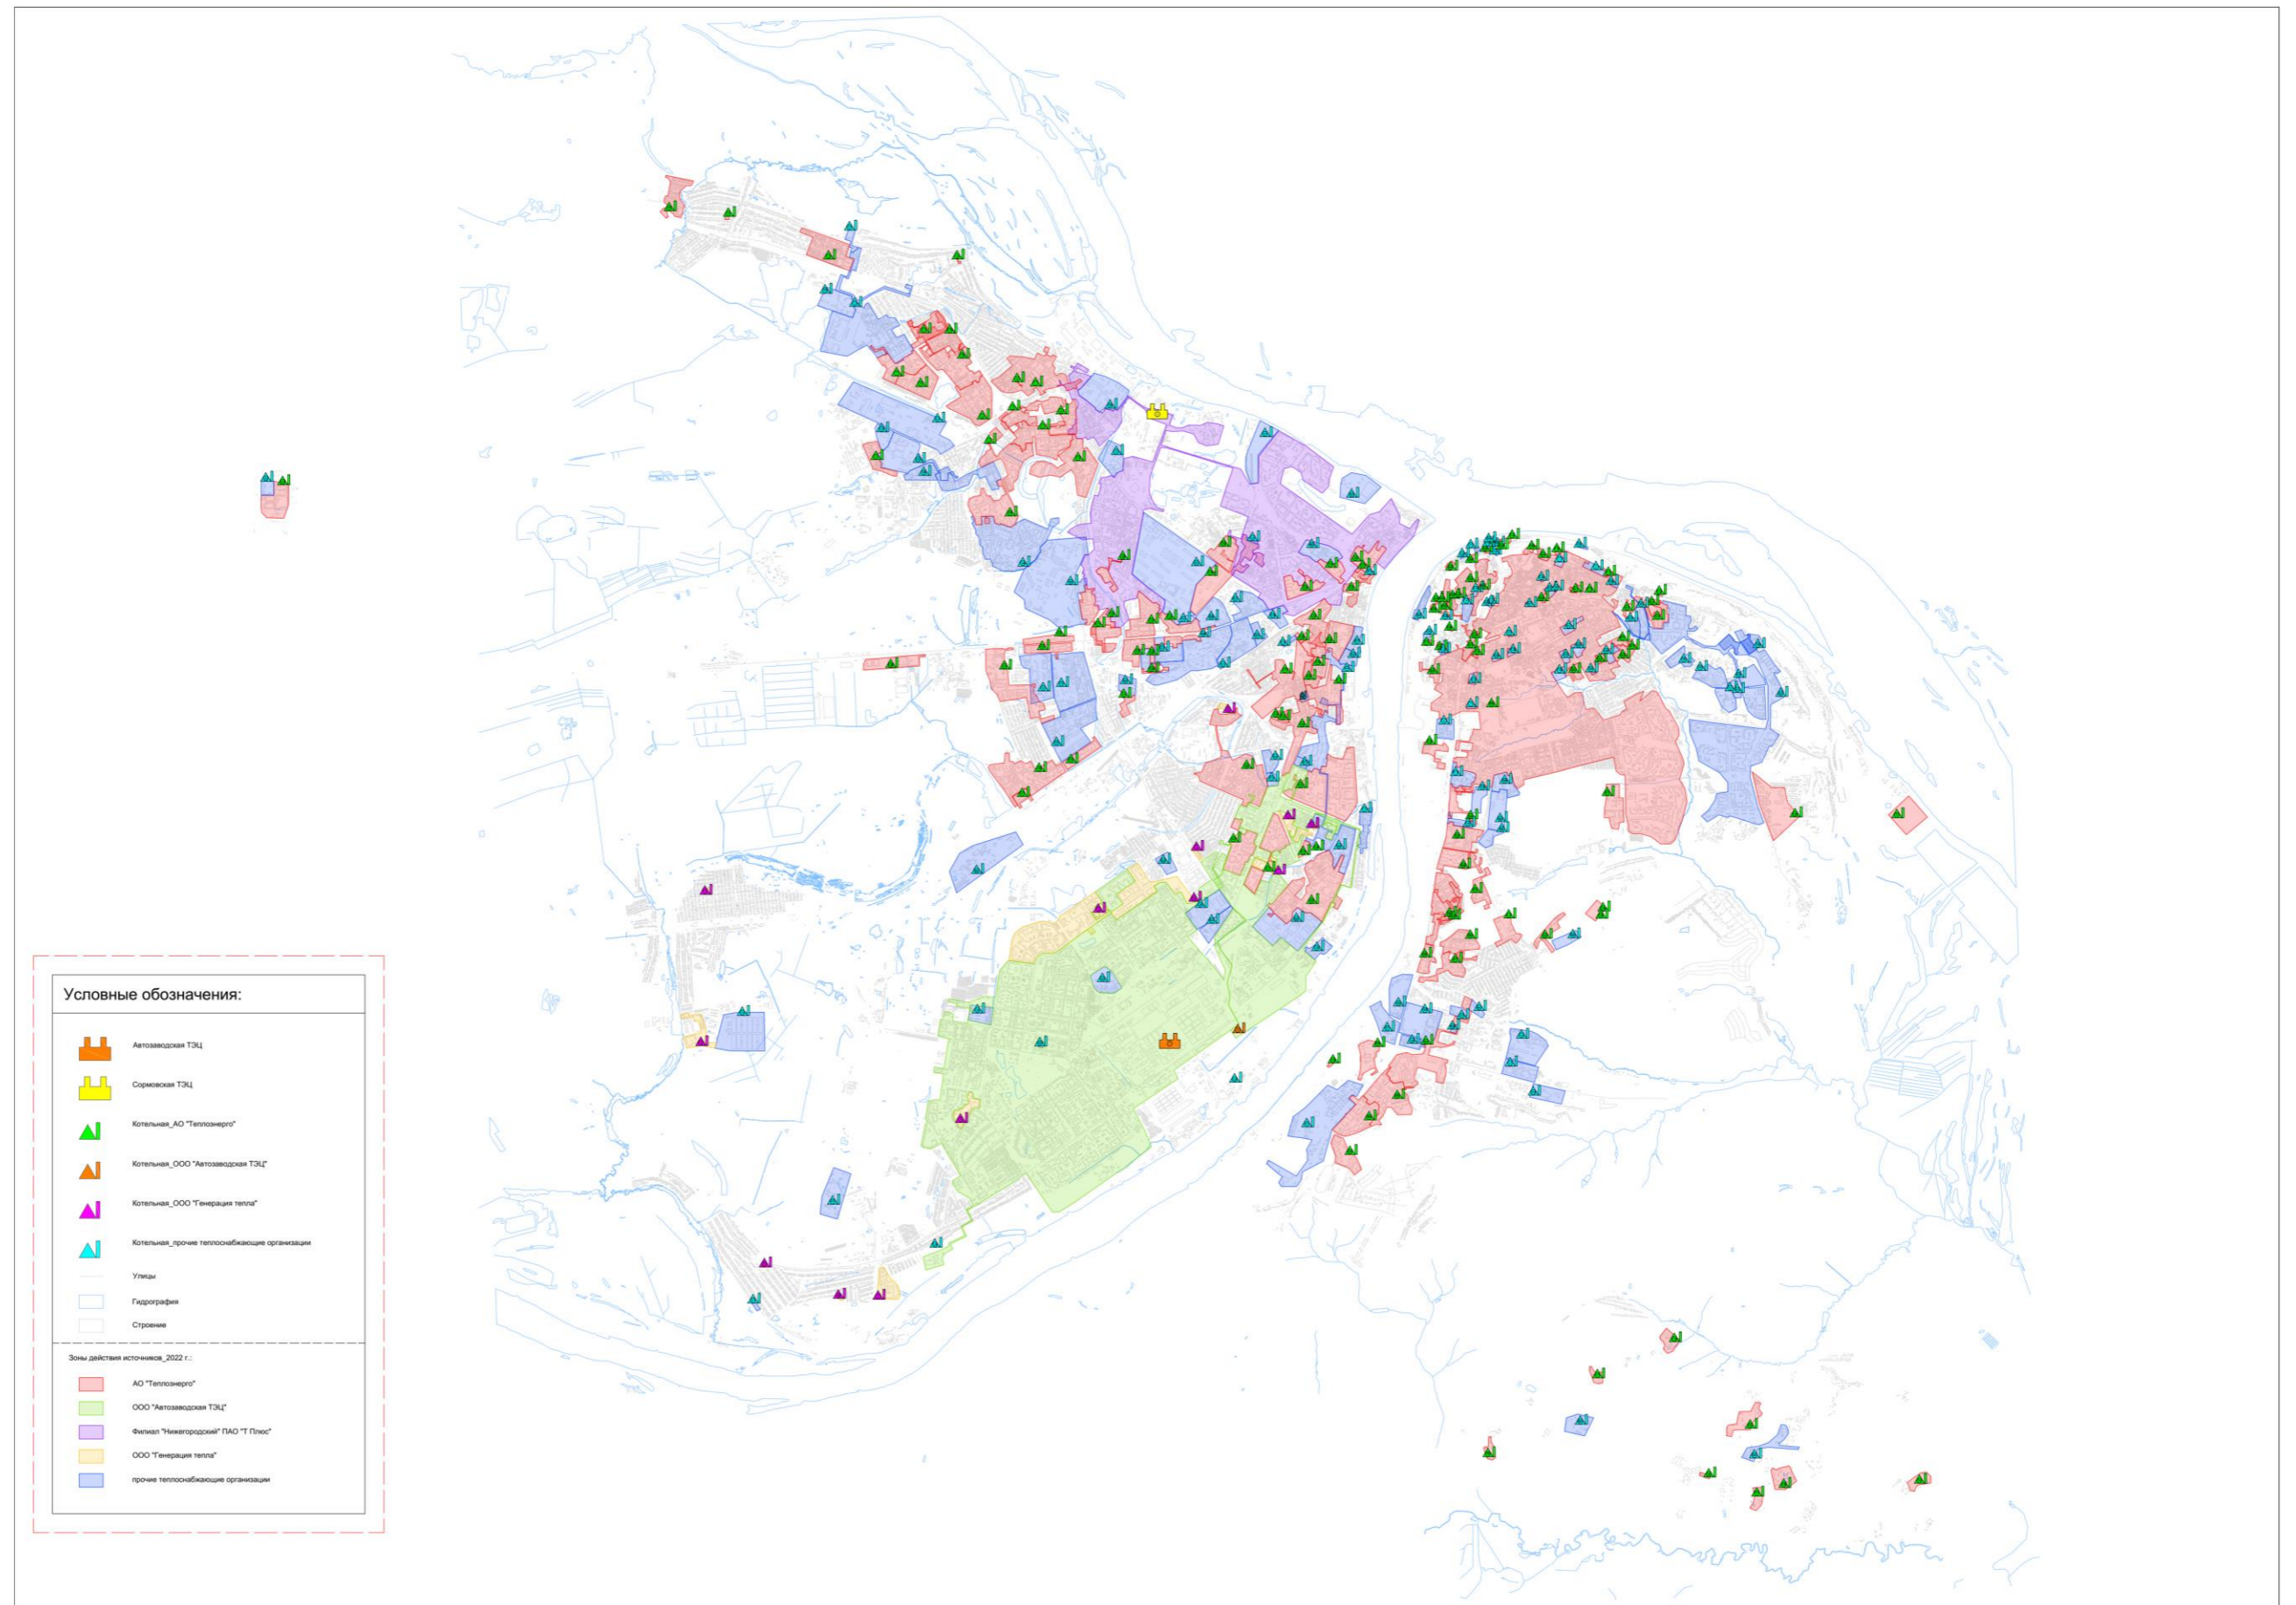 Условные обозначения:
Автозаводская ТЭЦ
Сормовская ТЭЦ
Котельная_АО "Теплоэнерго"
Котельная_ООО "Автозаводская ТЭЦ"
Котельная_ООО "Генерация тепла"
Котельная_прочие теплоснабжающие организации
Улицы
Гидрография
Строение
Зоны действия источников_2022 г.:
АО "Теплоэнерго"
ООО "Автозаводская ТЭЦ"
Филиал "Нижегородский" ПАО "Т Плюс"
ООО "Генерация тепла"
прочие теплоснабжающие организации